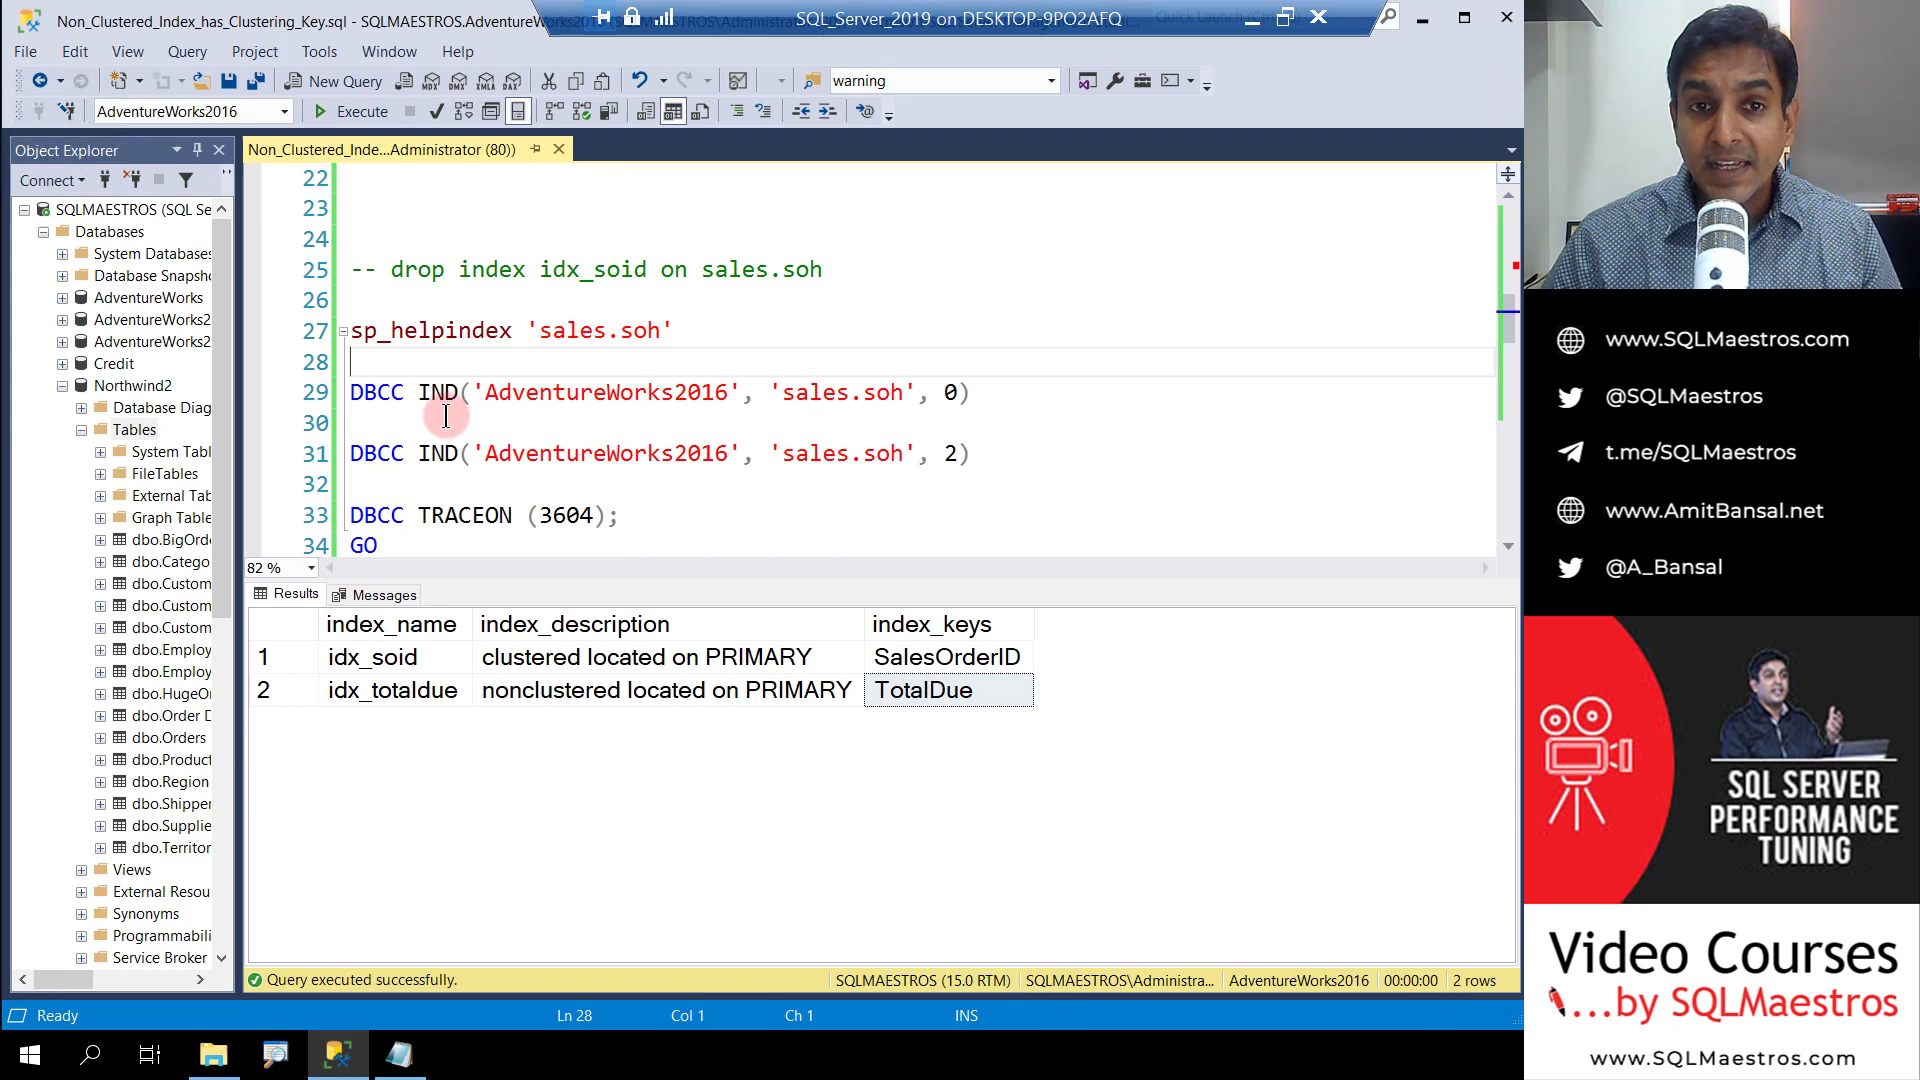 Non_Clustered_Index_has_Clustering_Key.sql - SQLMAESTROS.AdventureWorks20
SQL Server_2019 on DESKTOP-9PO2AFQ
File Edit View Query Project Tools Window Help
New Query
warning
AdventureWorks2016
Execute
Object Explorer
Non_Clustered_Inde...Administrator (80))
Connect
SQLMAESTROS (SQL Se
Databases
System Databases
Database Snapsho
AdventureWorks
AdventureWorks2
AdventureWorks2
Credit
Northwind2
Database Diag
Tables
System Tabl
FileTables
External Tab
Graph Table
dbo.BigOrde
dbo.Catego
dbo.Custom
dbo.Custom
dbo.Custom
dbo.Employ
dbo.Employ
dbo.HugeOr
dbo.Order D
dbo.Orders
dbo.Product
dbo.Region
dbo.Shipper
dbo.Supplie
dbo.Territor
Views
External Resou
Synonyms
Programmabili
Service Broker
22
23
24
25 -- drop index idx_soid on sales.soh
26
27 sp_helpindex 'sales.soh'
28
29 DBCC IND('AdventureWorks2016', 'sales.soh', 0)
30
31 DBCC IND('AdventureWorks2016', 'sales.soh', 2)
32
33 DBCC TRACEON (3604);
34 GO
82 %
Results Messages
index_name index_description index_keys
1 idx_soid clustered located on PRIMARY SalesOrderID
2 idx_totaldue nonclustered located on PRIMARY TotalDue
Query executed successfully.
SQLMAESTROS (15.0 RTM) SQLMAESTROS\Administra... AdventureWorks2016 00:00:00 2 rows
Ready Ln 28 Col 1 Ch 1 INS
www.SQLMaestros.com
@SQLMaestros
t.me/SQLMaestros
www.AmitBansal.net
@A_Bansal
SQL SERVER
PERFORMANCE
TUNING
Video Courses
...by SQLMaestros
www.SQLMaestros.com